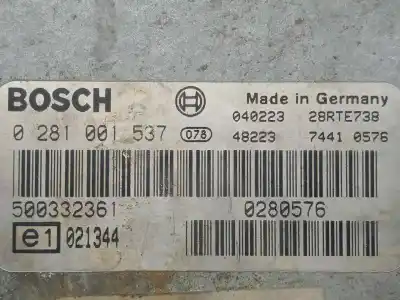 BOSCH
Made in Germany
040223 28RTE738
0 281 001 537 078 48223 7441 0576
500332361 0280576
e1 021344